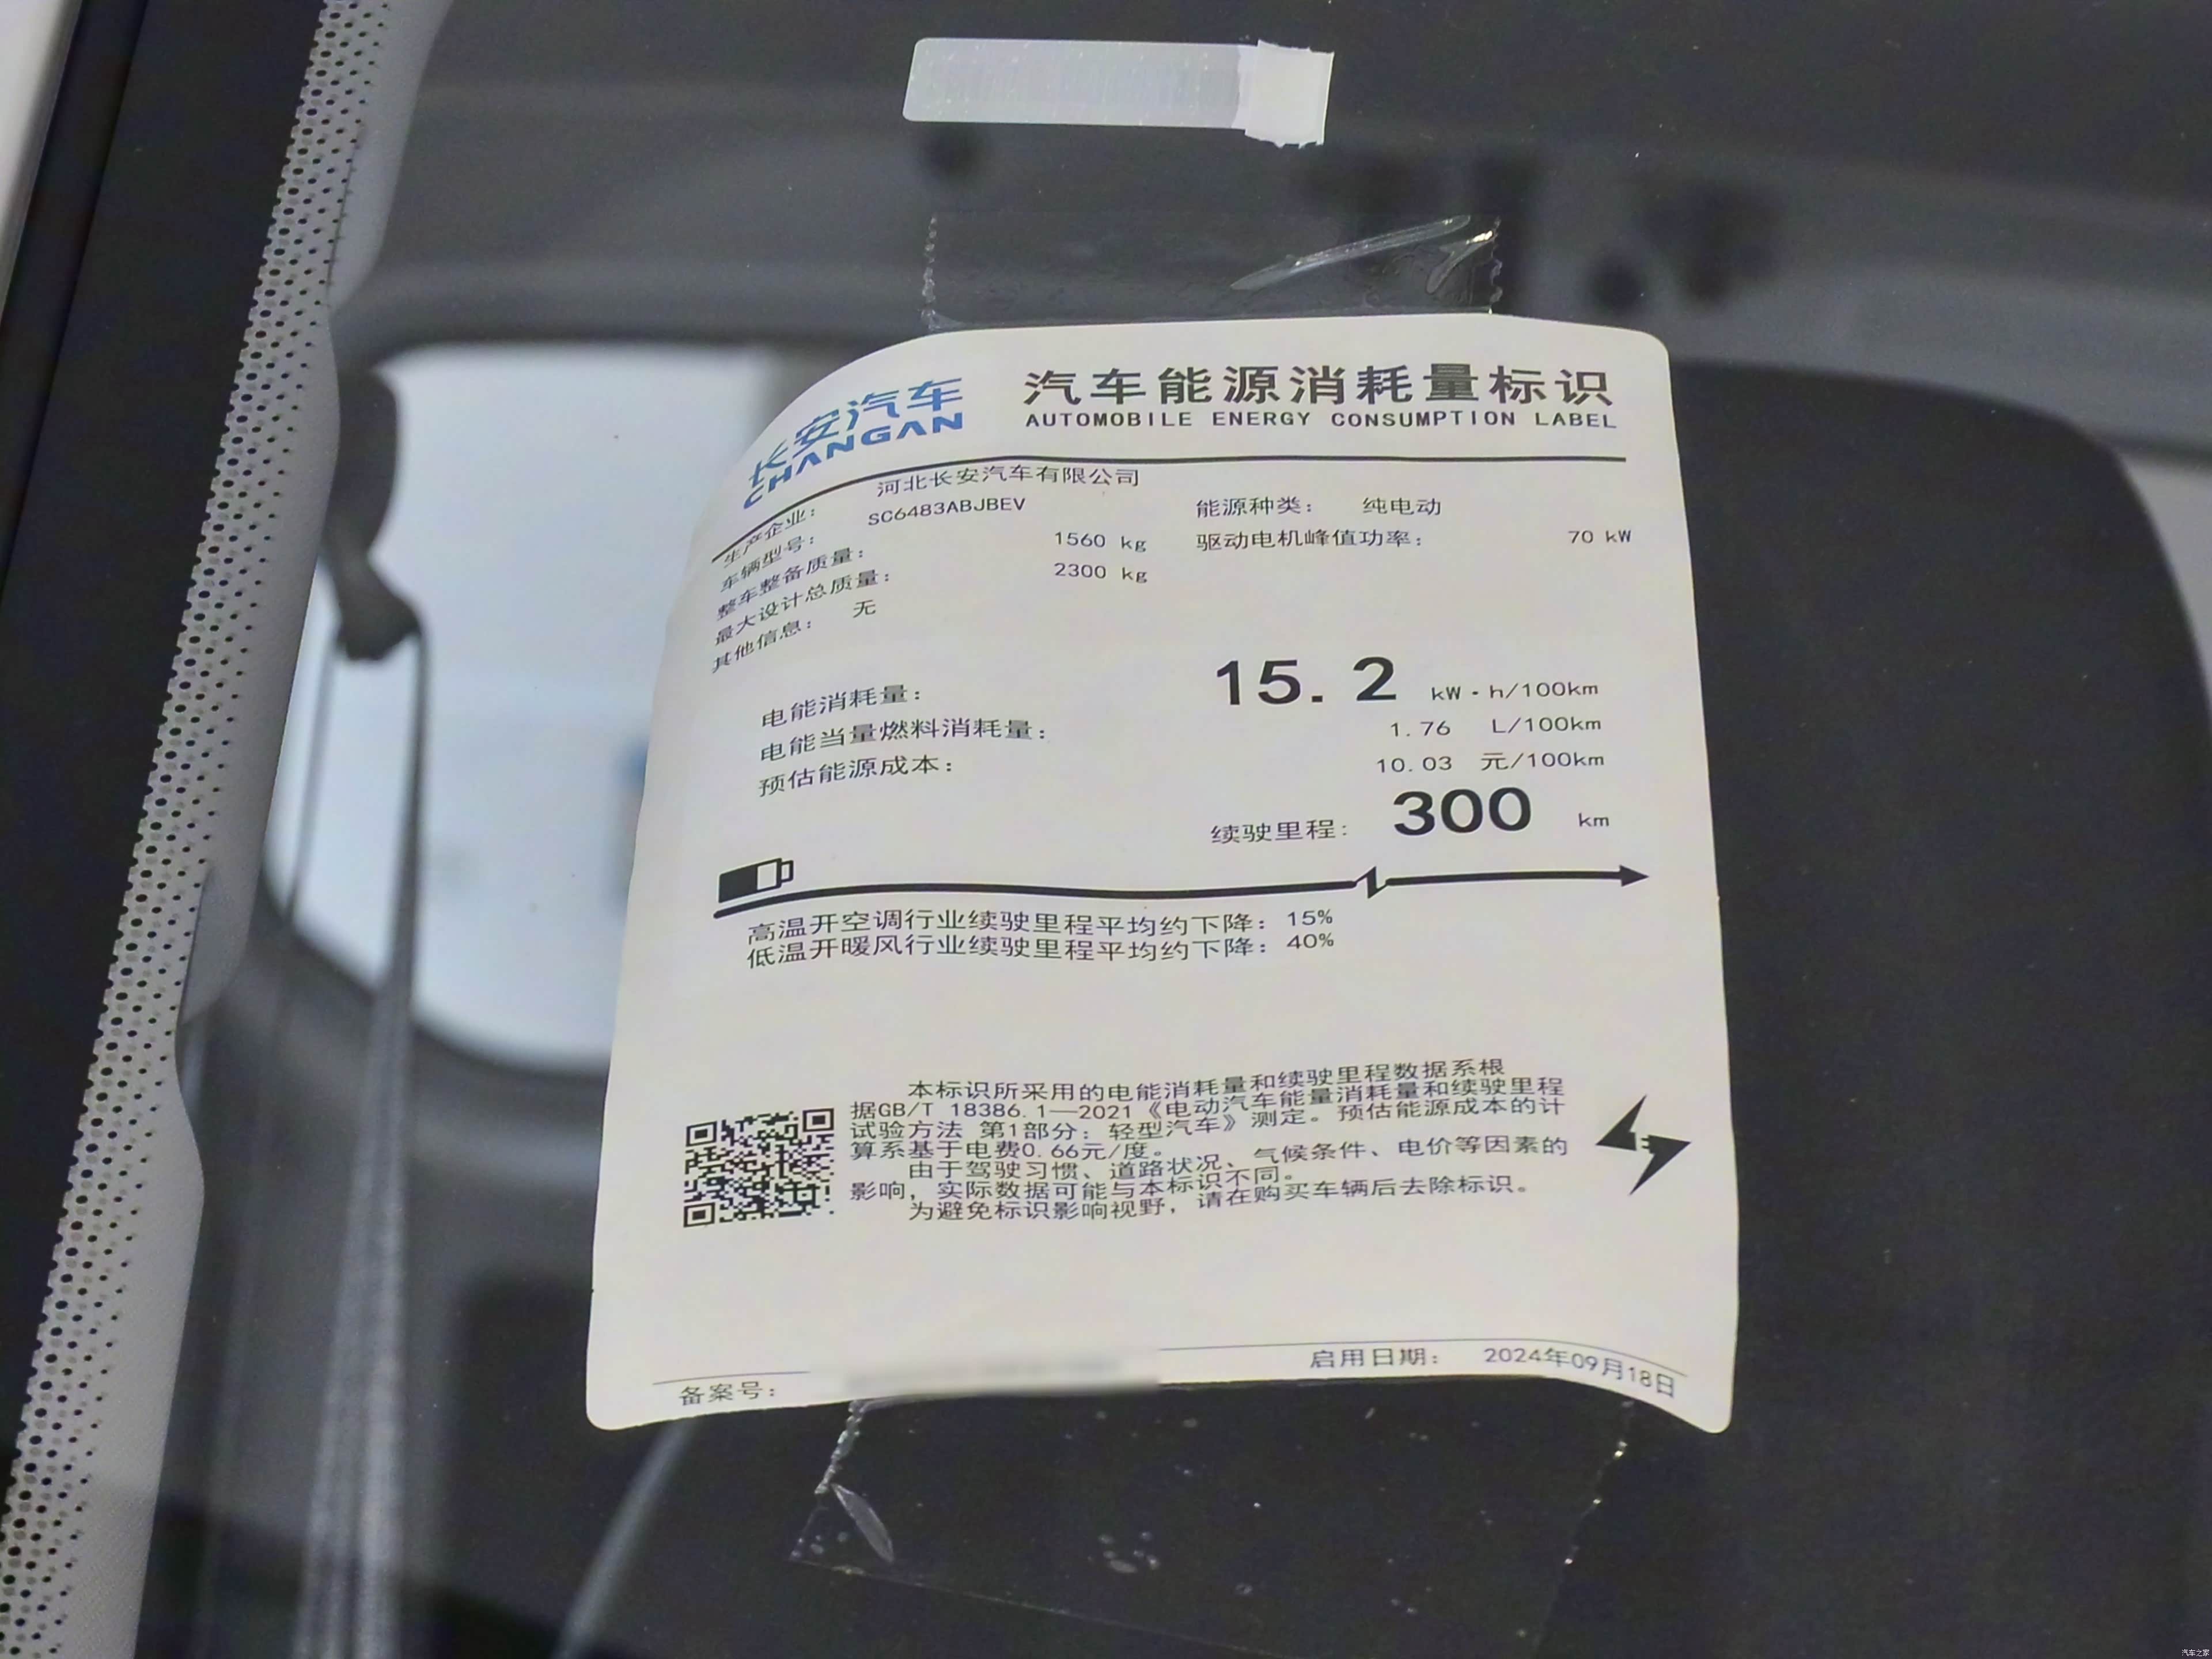 长安汽车
CHANGAN
汽车能源消耗量标识
AUTOMOBILE ENERGY CONSUMPTION LABEL
生产企业： 河北长安汽车有限公司
车辆型号： SC6483ABJBEV 能源种类： 纯电动
整车整备质量： 1560 kg 驱动电机峰值功率： 70 kW
最大设计总质量： 2300 kg
其他信息： 无
电能消耗量： 15.2 kW·h/100km
电能当量燃料消耗量： 1.76 L/100km
预估能源成本： 10.03 元/100km
续驶里程： 300 km
高温开空调行业续驶里程平均约下降： 15%
低温开暖风行业续驶里程平均约下降： 40%
本标识所采用的电能消耗量和续驶里程数据系根
据GB/T 18386.1—2021《电动汽车能量消耗量和续驶里程
试验方法 第1部分：轻型汽车》测定。预估能源成本的计
算系基于电费0.66元/度。
由于驾驶习惯、道路状况、气候条件、电价等因素的
影响，实际数据可能与本标识不同。
为避免标识影响视野，请在购买车辆后去除标识。
备案号： 启用日期： 2024年09月18日
汽车之家